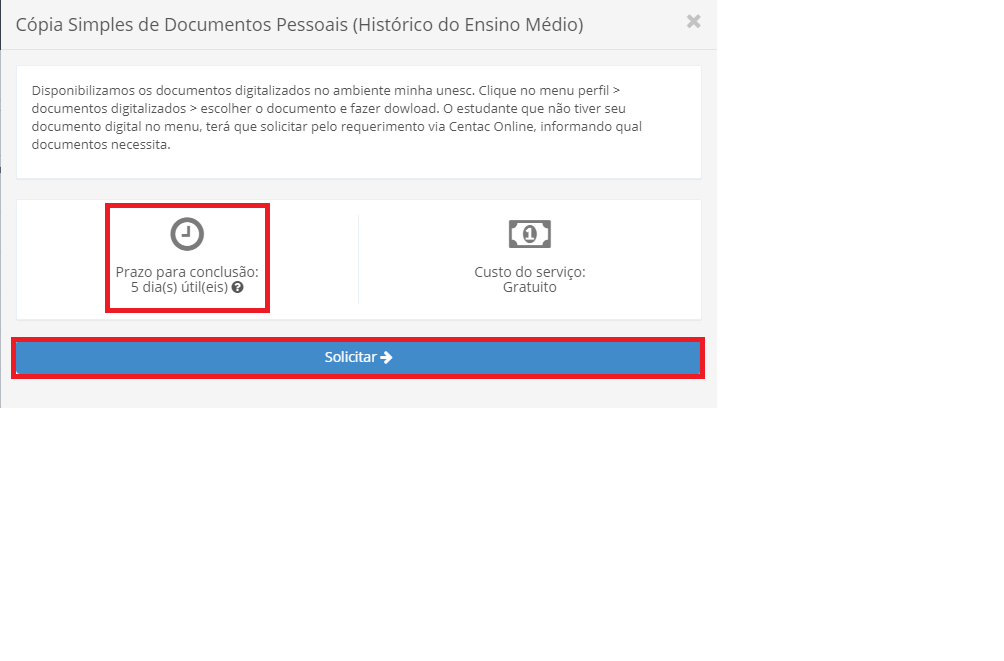 Cópia Simples de Documentos Pessoais (Histórico do Ensino Médio)
Disponibilizamos os documentos digitalizados no ambiente minha unesc. Clique no menu perfil >
documentos digitalizados > escolher o documento e fazer dowload. O estudante que não tiver seu
documento digital no menu, terá que solicitar pelo requerimento via Centac Online, informando qual
documentos necessita.
Prazo para conclusão:
5 dia(s) útil(eis)
Custo do serviço:
Gratuito
Solicitar